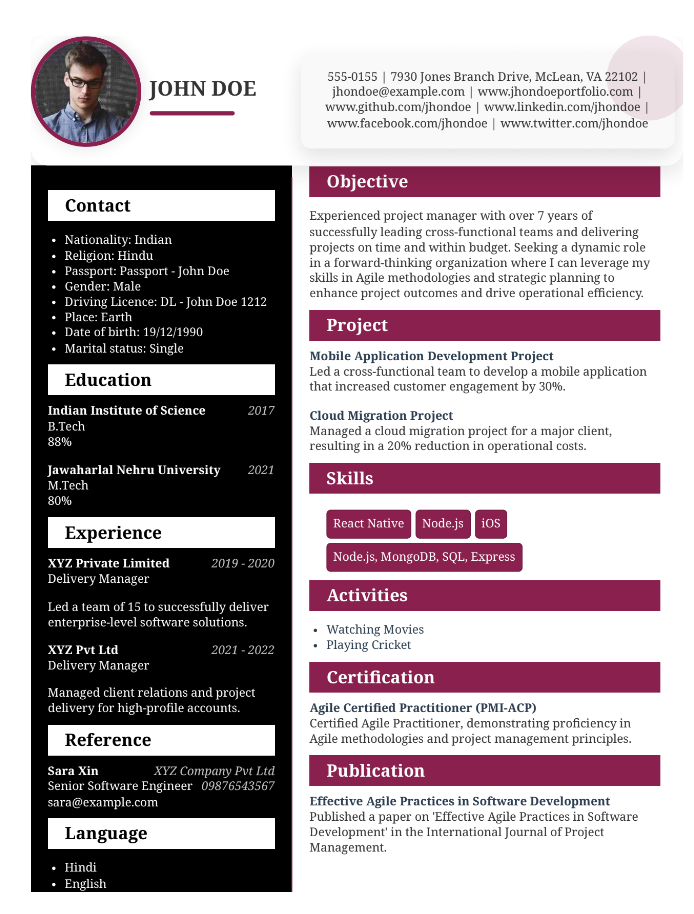 JOHN DOE
555-0155 | 7930 Jones Branch Drive, McLean, VA 22102 |
jhondoe@example.com | www.jhondoeportfolio.com |
www.github.com/jhondoe | www.linkedin.com/jhondoe |
www.facebook.com/jhondoe | www.twitter.com/jhondoe
Contact
• Nationality: Indian
• Religion: Hindu
• Passport: Passport - John Doe
• Gender: Male
• Driving Licence: DL - John Doe 1212
• Place: Earth
• Date of birth: 19/12/1990
• Marital status: Single
Education
Indian Institute of Science 2017
B.Tech
88%
Jawaharlal Nehru University 2021
M.Tech
80%
Experience
XYZ Private Limited 2019 - 2020
Delivery Manager
Led a team of 15 to successfully deliver
enterprise-level software solutions.
XYZ Pvt Ltd 2021 - 2022
Delivery Manager
Managed client relations and project
delivery for high-profile accounts.
Reference
Sara Xin XYZ Company Pvt Ltd
Senior Software Engineer 09876543567
sara@example.com
Language
• Hindi
• English
Objective
Experienced project manager with over 7 years of
successfully leading cross-functional teams and delivering
projects on time and within budget. Seeking a dynamic role
in a forward-thinking organization where I can leverage my
skills in Agile methodologies and strategic planning to
enhance project outcomes and drive operational efficiency.
Project
Mobile Application Development Project
Led a cross-functional team to develop a mobile application
that increased customer engagement by 30%.
Cloud Migration Project
Managed a cloud migration project for a major client,
resulting in a 20% reduction in operational costs.
Skills
React Native Node.js iOS
Node.js, MongoDB, SQL, Express
Activities
• Watching Movies
• Playing Cricket
Certification
Agile Certified Practitioner (PMI-ACP)
Certified Agile Practitioner, demonstrating proficiency in
Agile methodologies and project management principles.
Publication
Effective Agile Practices in Software Development
Published a paper on 'Effective Agile Practices in Software
Development' in the International Journal of Project
Management.